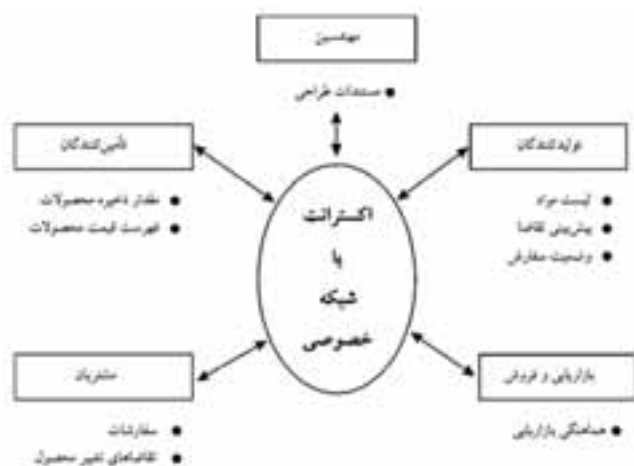 مهندسین
● مستندات طراحی
تولیدکنندگان
● لیست مواد
● پیش‌بینی تقاضا
● وضعیت سفارش
تأمین‌کنندگان
● مقدار ذخیره محصولات
● فهرست قیمت محصولات
اکسترانت
یا
شبکه
خصوصی
بازاریابی و فروش
● هماهنگی بازاریابی
مشتریان
● سفارشات
● تقاضاهای تغییر محصول